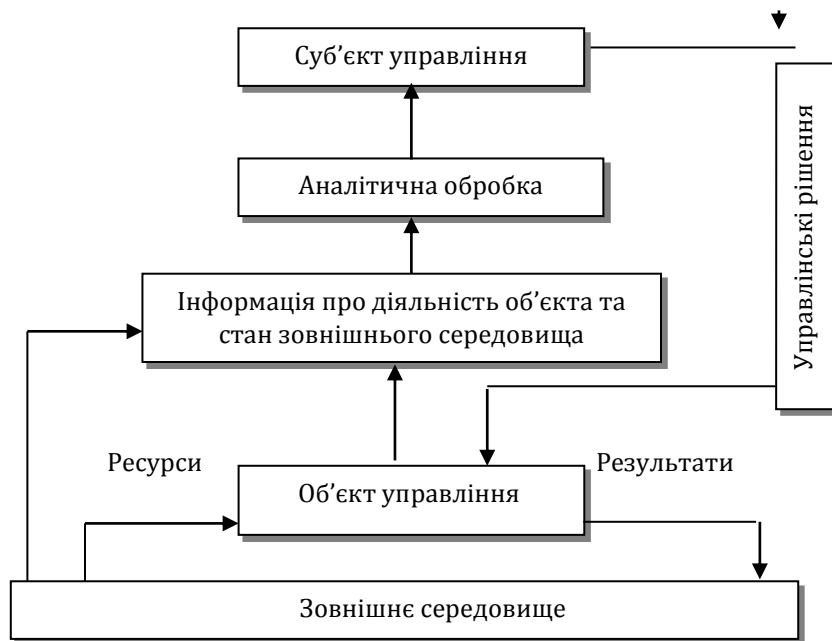 Суб’єкт управління
Аналітична обробка
Управлінські рішення
Інформація про діяльність об’єкта та
стан зовнішнього середовища
Ресурси
Результати
Об’єкт управління
Зовнішнє середовище